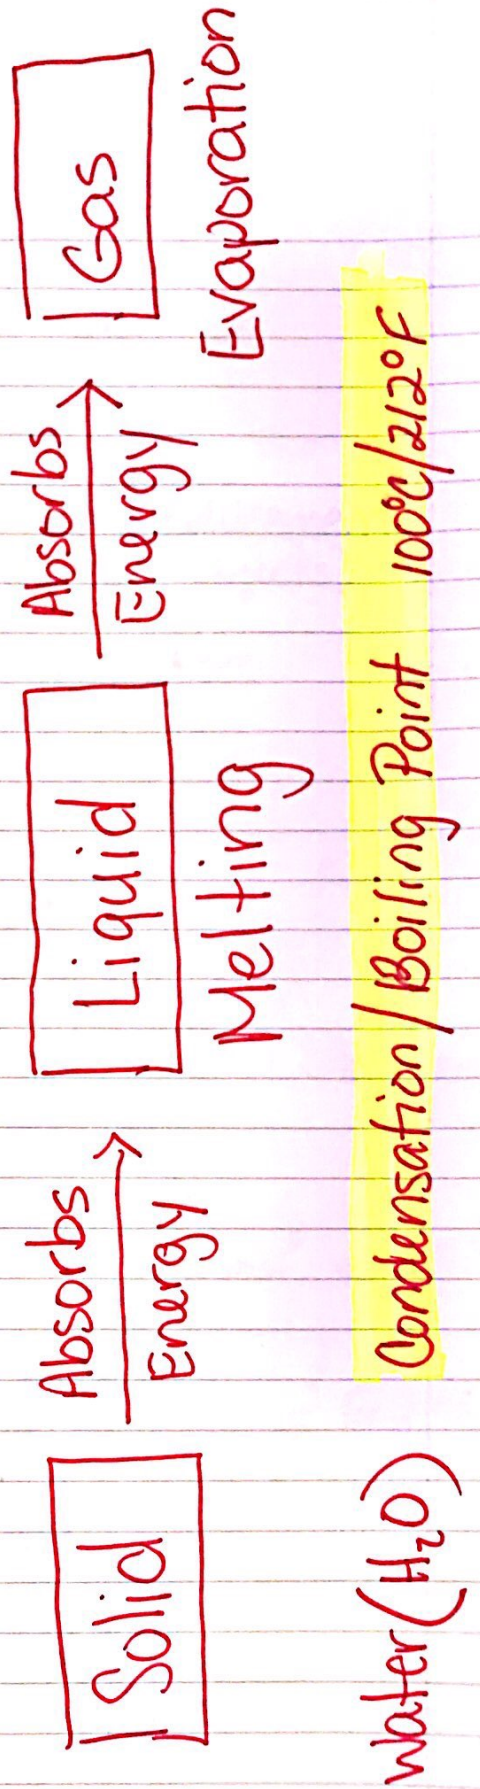 Solid
Absorbs
Energy
Liquid
Melting
Absorbs
Energy
Gas
Evaporation
Water (H₂O)
Condensation / Boiling Point 100°C/212°F